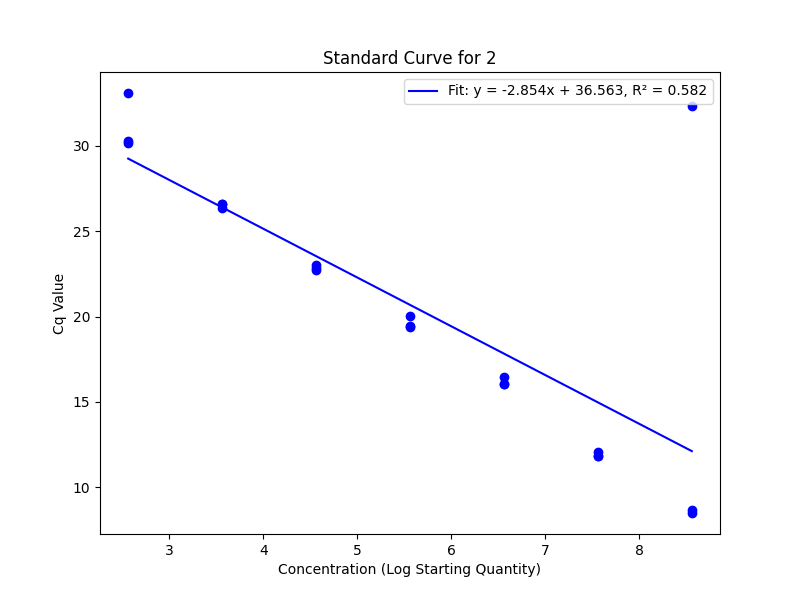 Standard Curve for 2
Fit: y = -2.854x + 36.563, R² = 0.582
Cq Value
30
25
20
15
10
3 4 5 6 7 8
Concentration (Log Starting Quantity)